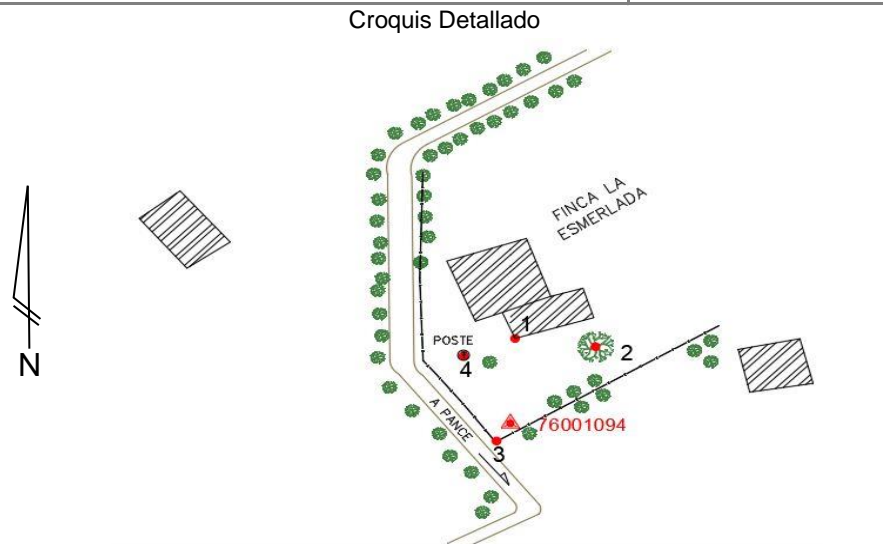 Croquis Detallado
FINCA LA
ESMERLADA
1
POSTE
2
4
A PANCE
76001094
3
N